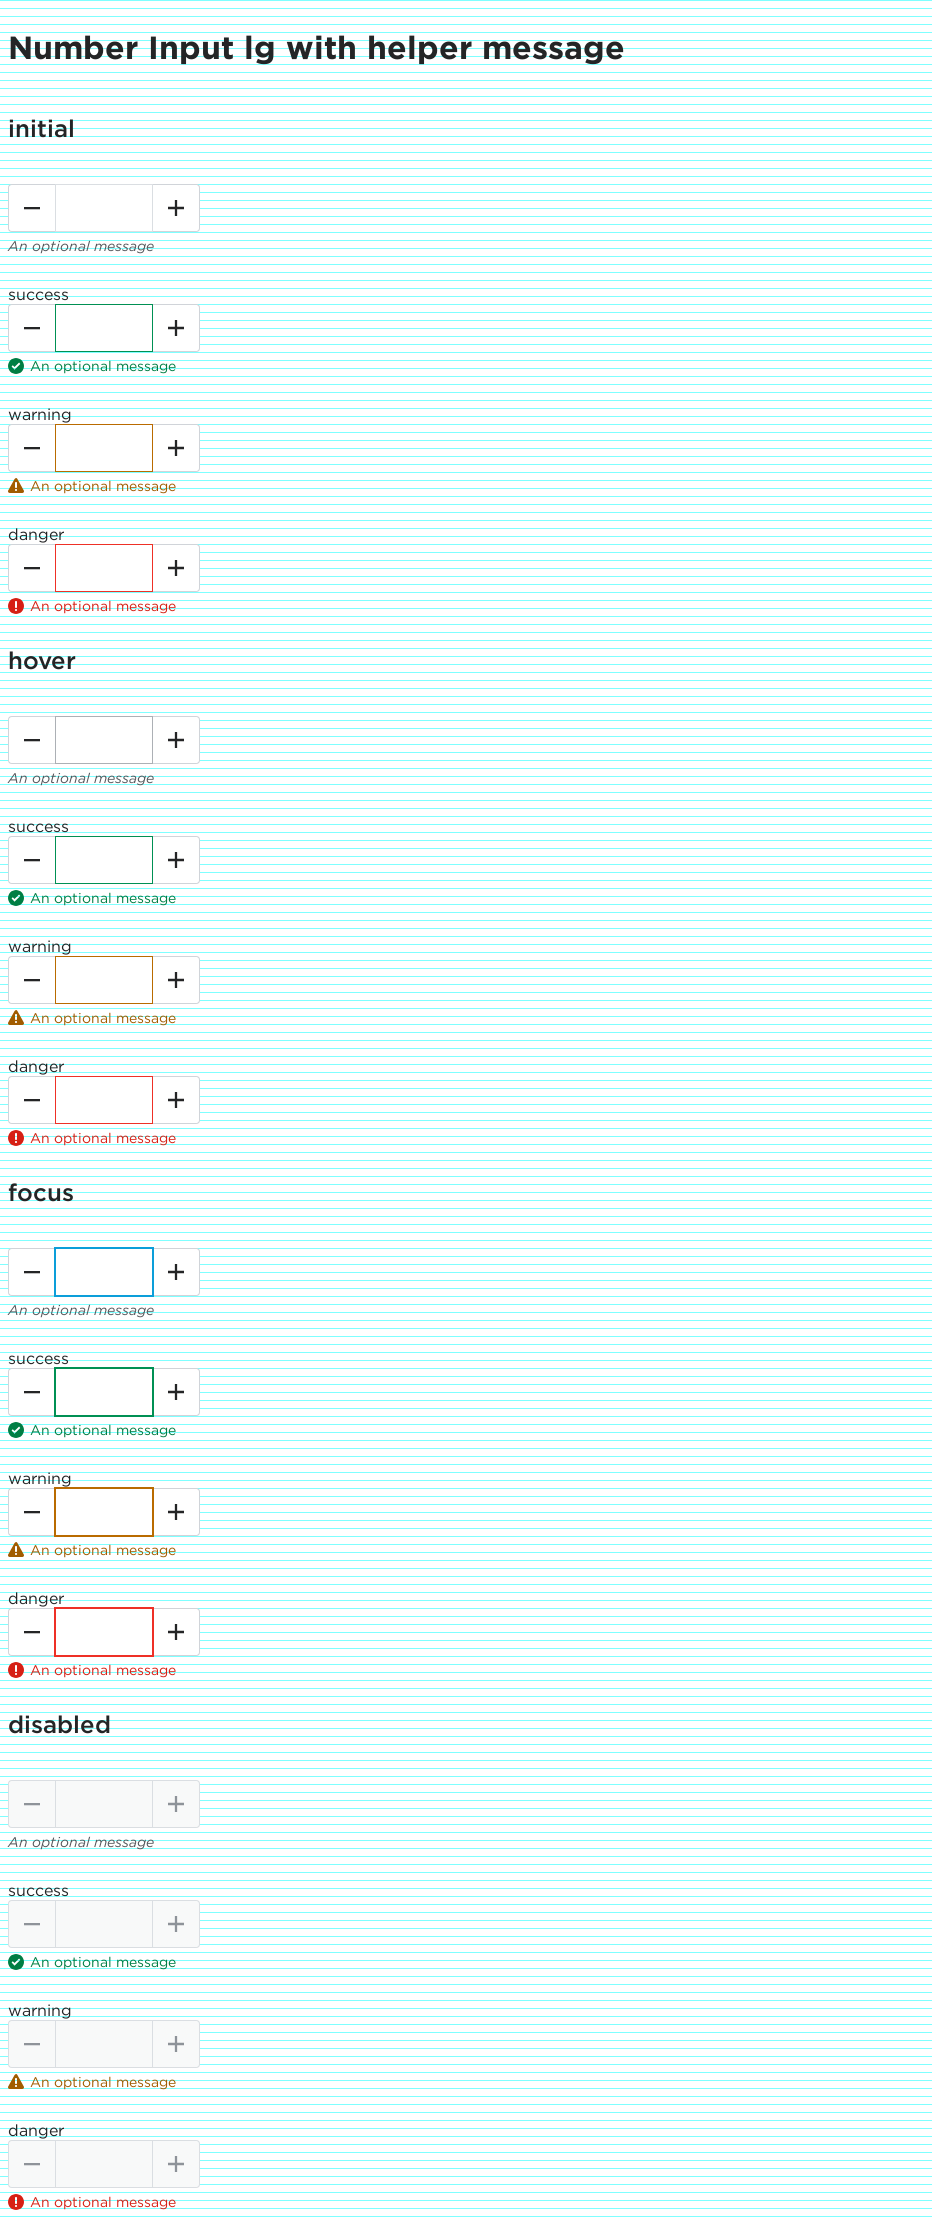 Number Input lg with helper message
initial
An optional message
success
An optional message
warning
An optional message
danger
An optional message
hover
An optional message
success
An optional message
warning
An optional message
danger
An optional message
focus
An optional message
success
An optional message
warning
An optional message
danger
An optional message
disabled
An optional message
success
An optional message
warning
An optional message
danger
An optional message